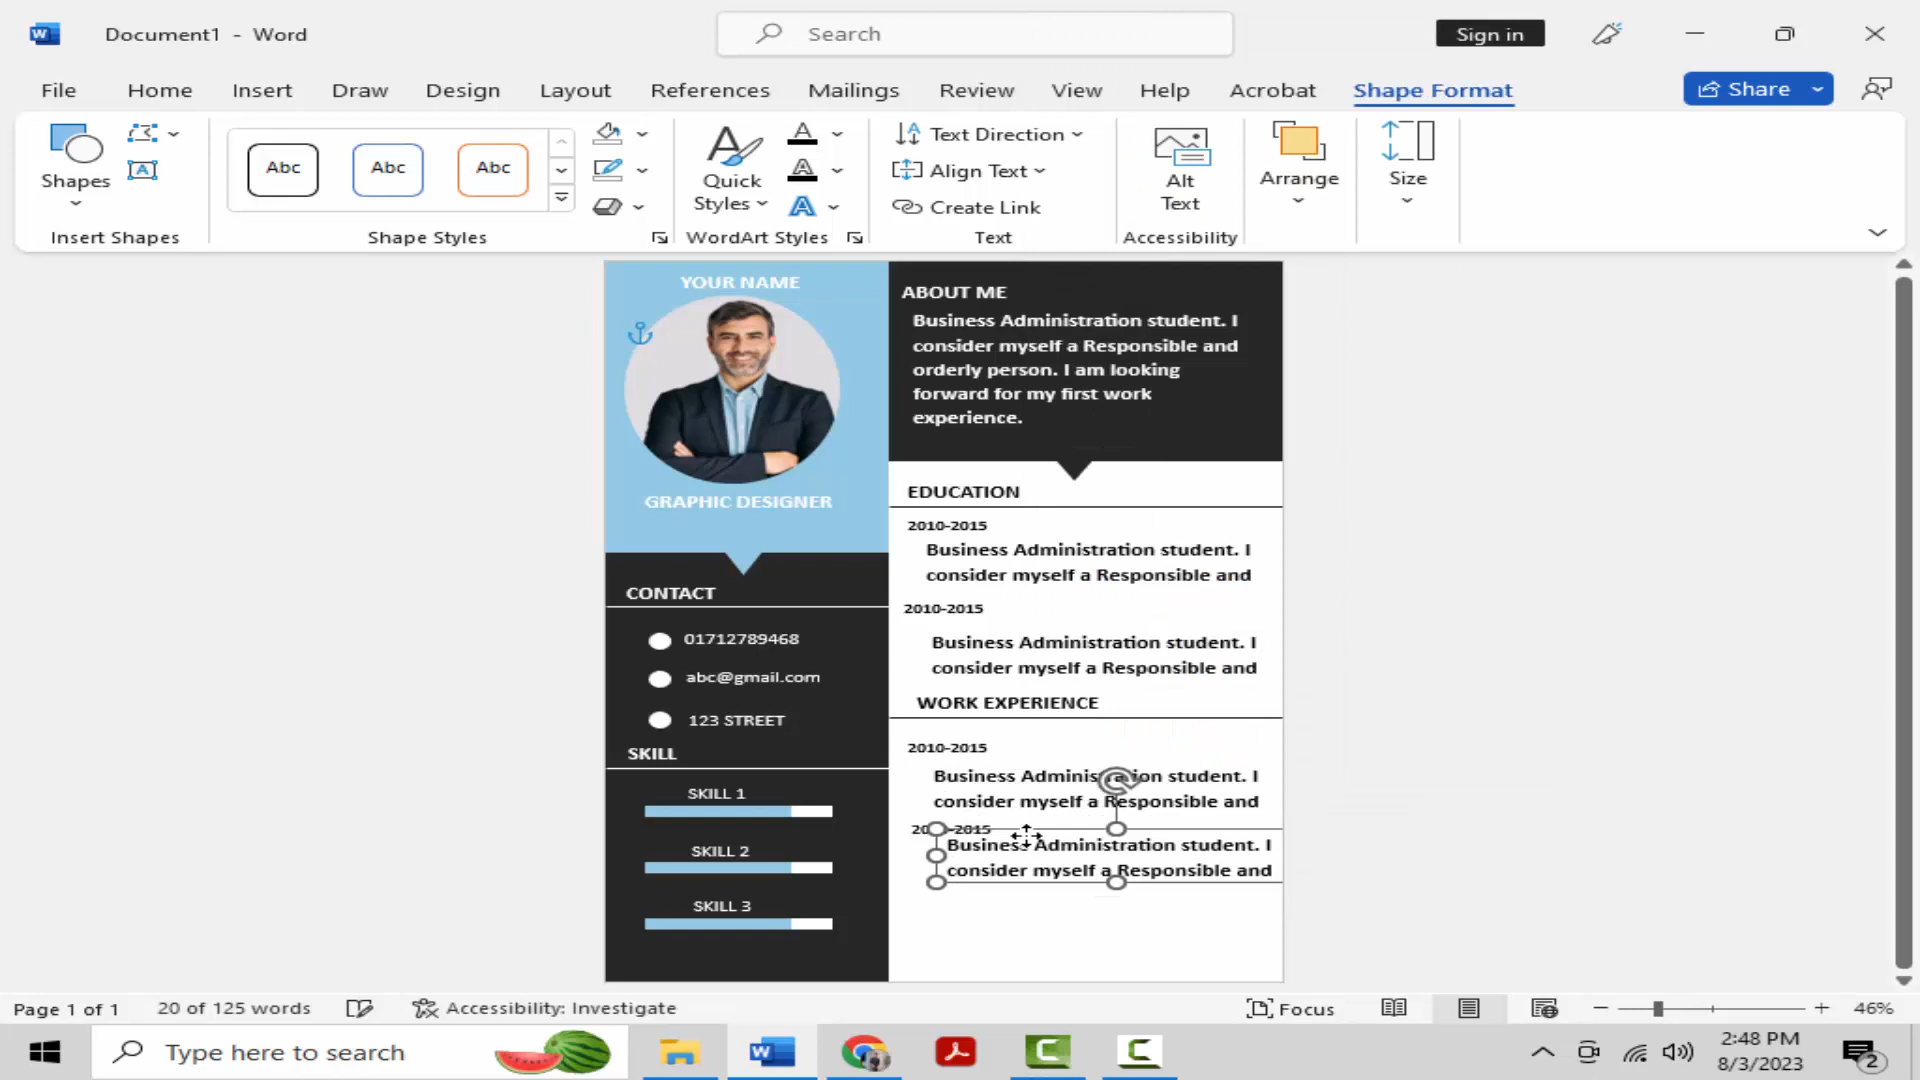 Document1 - Word
Search
Sign in
File Home Insert Draw Design Layout References Mailings Review View Help Acrobat Shape Format
Share
Shapes
Abc Abc Abc
Quick Styles
A
A
A
Text Direction
Align Text
Create Link
Alt Text
Arrange
Size
Insert Shapes Shape Styles WordArt Styles Text Accessibility
YOUR NAME
GRAPHIC DESIGNER
CONTACT
01712789468
abc@gmail.com
123 STREET
SKILL
SKILL 1
SKILL 2
SKILL 3
ABOUT ME
Business Administration student. I
consider myself a Responsible and
orderly person. I am looking
forward for my first work
experience.
EDUCATION
2010-2015
Business Administration student. I
consider myself a Responsible and
2010-2015
Business Administration student. I
consider myself a Responsible and
WORK EXPERIENCE
2010-2015
Business Administration student. I
consider myself a Responsible and
2010-2015
Business Administration student. I
consider myself a Responsible and
Page 1 of 1 20 of 125 words Accessibility: Investigate Focus 46%
Type here to search
2:48 PM
8/3/2023
2